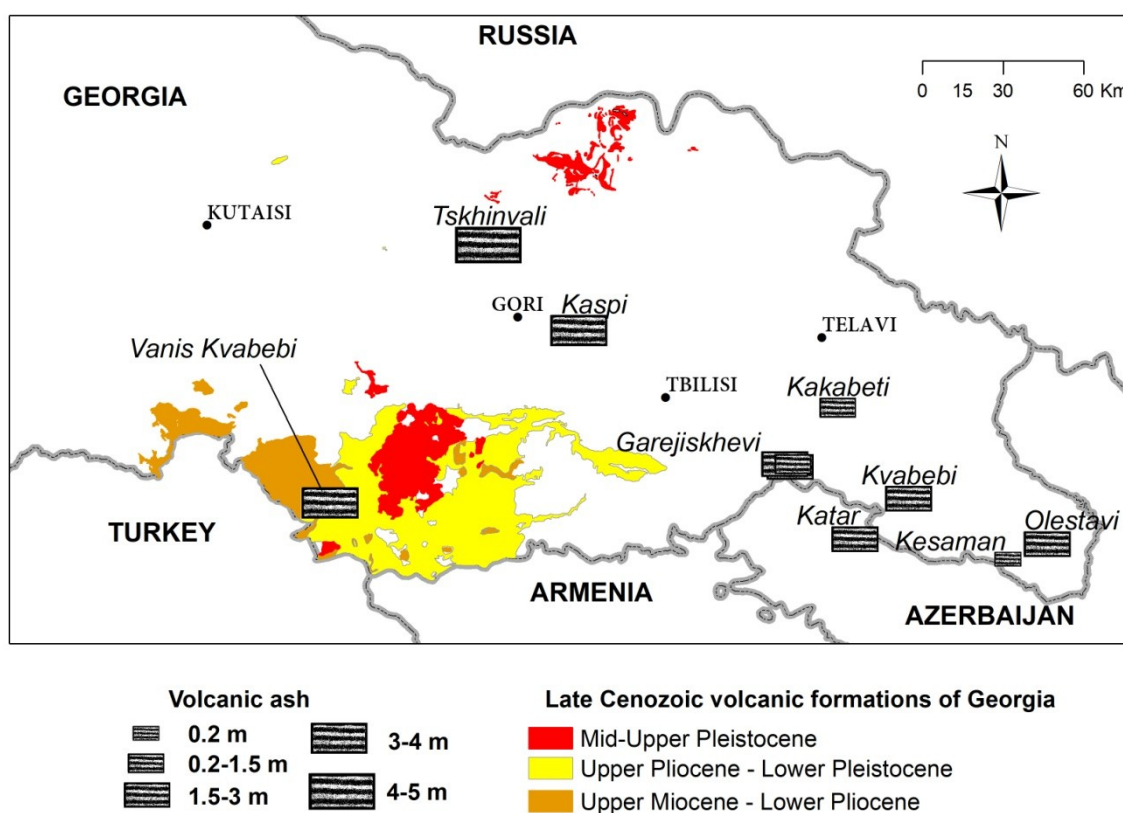 RUSSIA
GEORGIA
0 15 30 60 Km
N
KUTAISI
Tskhinvali
GORI
Kaspi
TELAVI
Vanis Kvabebi
TBILISI
Kakabeti
Garejiskhevi
Kvabebi
TURKEY
Katar
Kesaman
Olestavi
ARMENIA
AZERBAIJAN
Volcanic ash
0.2 m
0.2-1.5 m
1.5-3 m
3-4 m
4-5 m
Late Cenozoic volcanic formations of Georgia
Mid-Upper Pleistocene
Upper Pliocene - Lower Pleistocene
Upper Miocene - Lower Pliocene